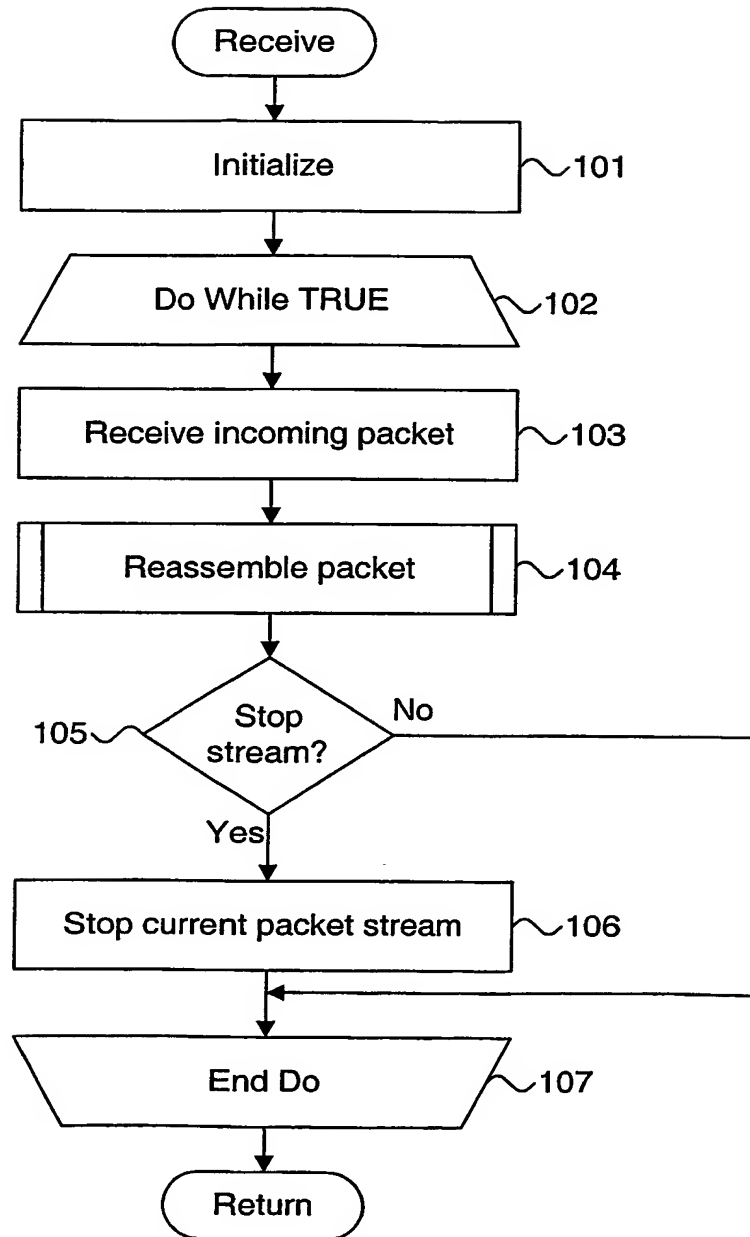 Receive
Initialize
101
Do While TRUE
102
Receive incoming packet
103
Reassemble packet
104
105
Stop
stream?
No
Yes
Stop current packet stream
106
End Do
107
Return